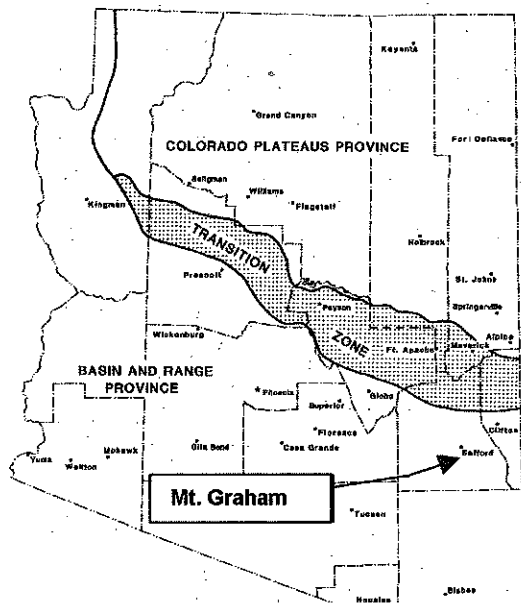 Kayenta
Grand Canyon
Fort Defiance
COLORADO PLATEAUS PROVINCE
Seligman
Williams
Flagstaff
Kingman
Holbrook
TRANSITION
St. Johns
Prescott
Payson
Springerville
ZONE
Alpine
Wickenburg
Ft. Apache
Maverick
BASIN AND RANGE
PROVINCE
Phoenix
Superior
Globe
Florence
Clifton
Gila Bend
Casa Grande
Mohawk
Safford
Yuma
Wellton
Mt. Graham
Tucson
Nogales
Bisbee